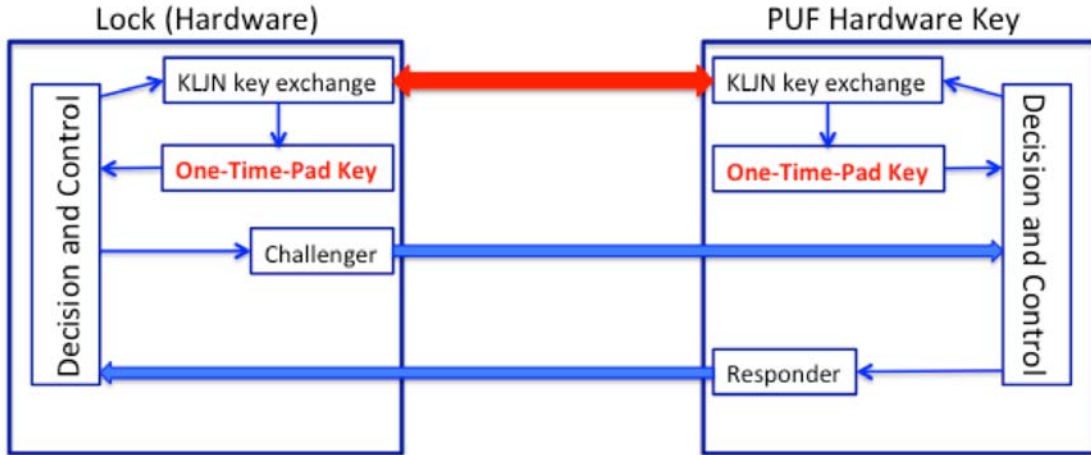 Lock (Hardware)
PUF Hardware Key
KLJN key exchange
KLJN key exchange
One-Time-Pad Key
One-Time-Pad Key
Decision and Control
Decision and Control
Challenger
Responder